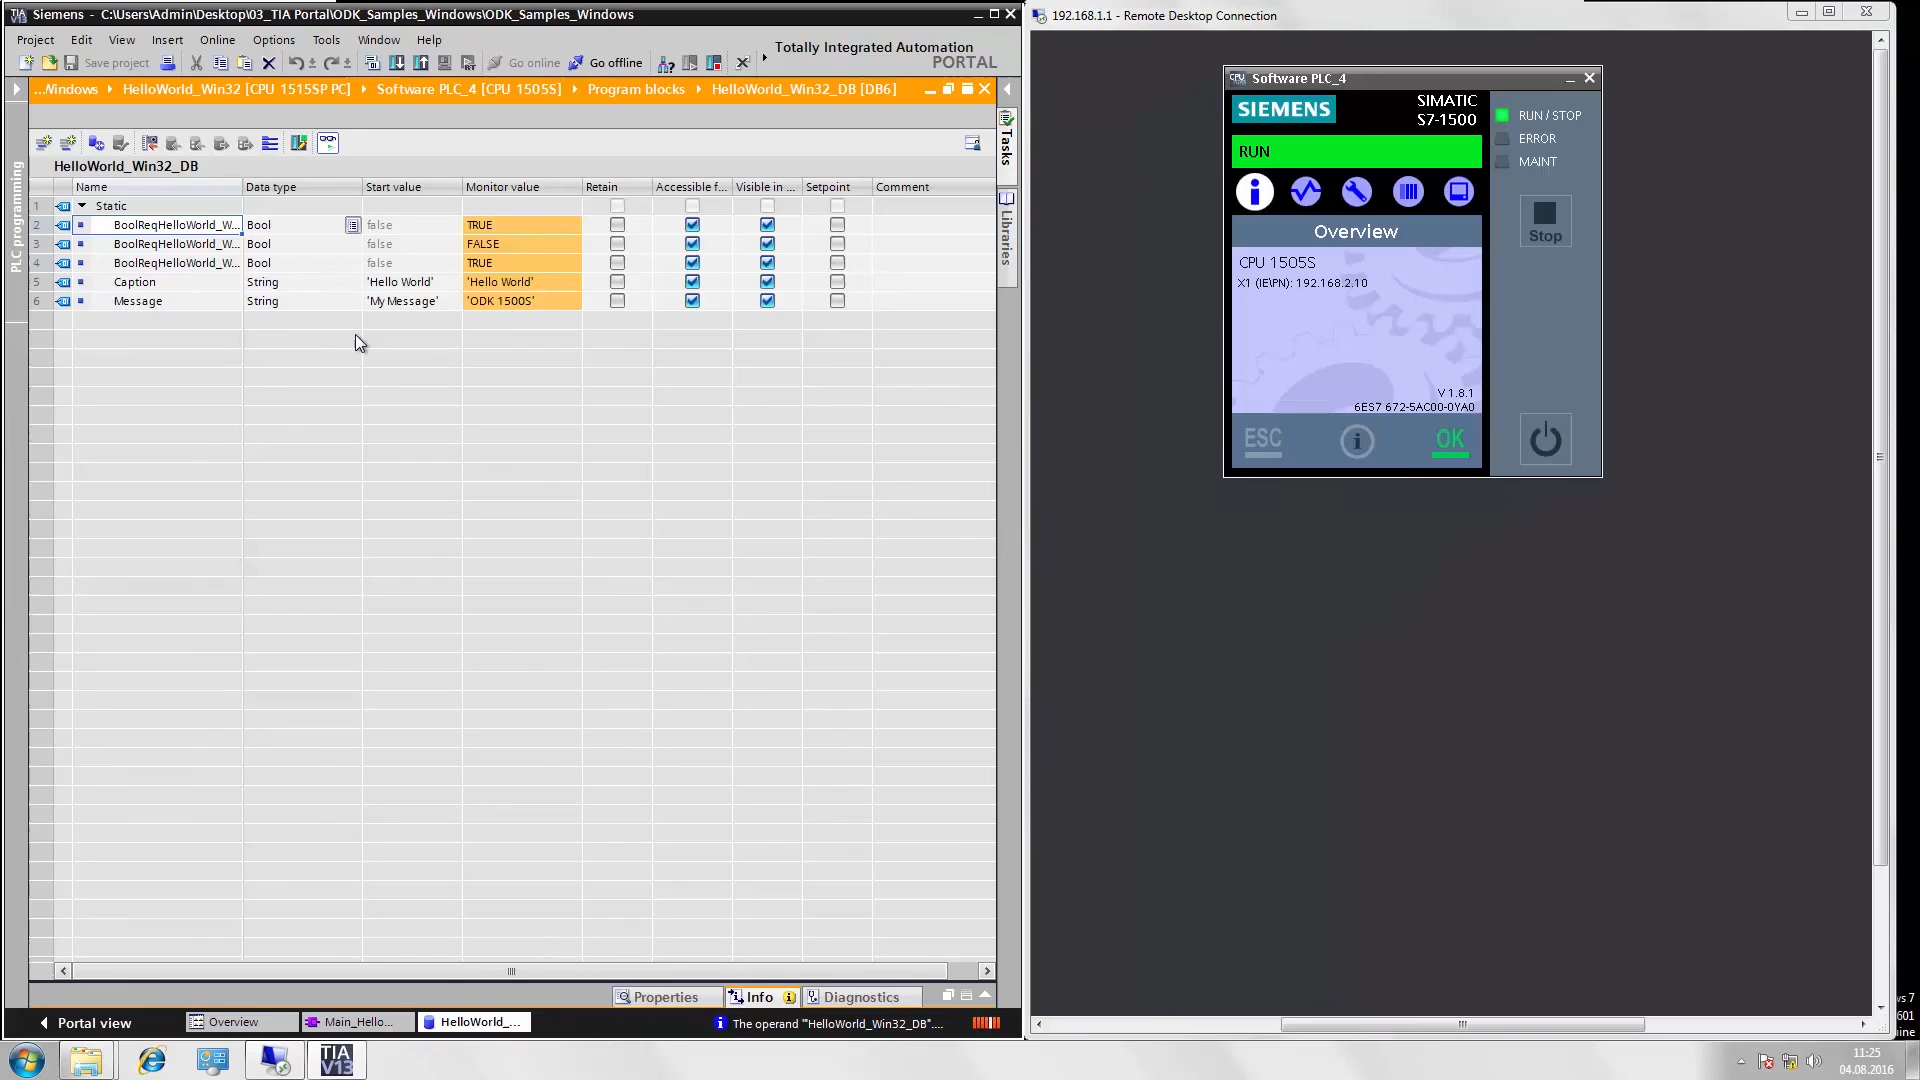 Siemens - C:\Users\Admin\Desktop\03_TIA Portal\ODK_Samples_Windows\ODK_Samples_Windows
Project Edit View Insert Online Options Tools Window Help
Totally Integrated Automation
PORTAL
Save project Go online Go offline
...Windows HelloWorld_Win32 [CPU 1515SP PC] Software PLC_4 [CPU 1505S] Program blocks HelloWorld_Win32_DB [DB6]
PLC programming
Tasks
Libraries
HelloWorld_Win32_DB
Name Data type Start value Monitor value Retain Accessible f... Visible in ... Setpoint Comment
1 Static
2 BoolReqHelloWorld_W... Bool false TRUE
3 BoolReqHelloWorld_W... Bool false FALSE
4 BoolReqHelloWorld_W... Bool false TRUE
5 Caption String 'Hello World' 'Hello World'
6 Message String 'My Message' 'ODK 1500S'
Properties Info Diagnostics
Portal view Overview Main_Hello... HelloWorld_... The operand '"HelloWorld_Win32_DB"....
192.168.1.1 - Remote Desktop Connection
CPU Software PLC_4
SIEMENS
SIMATIC
S7-1500
RUN
RUN / STOP
ERROR
MAINT
Stop
Overview
CPU 1505S
X1 (IE\PN): 192.168.2.10
V 1.8.1
6ES7 672-5AC00-0YA0
ESC OK
ws 7
601
TIA
V13
11:25
04.08.2016